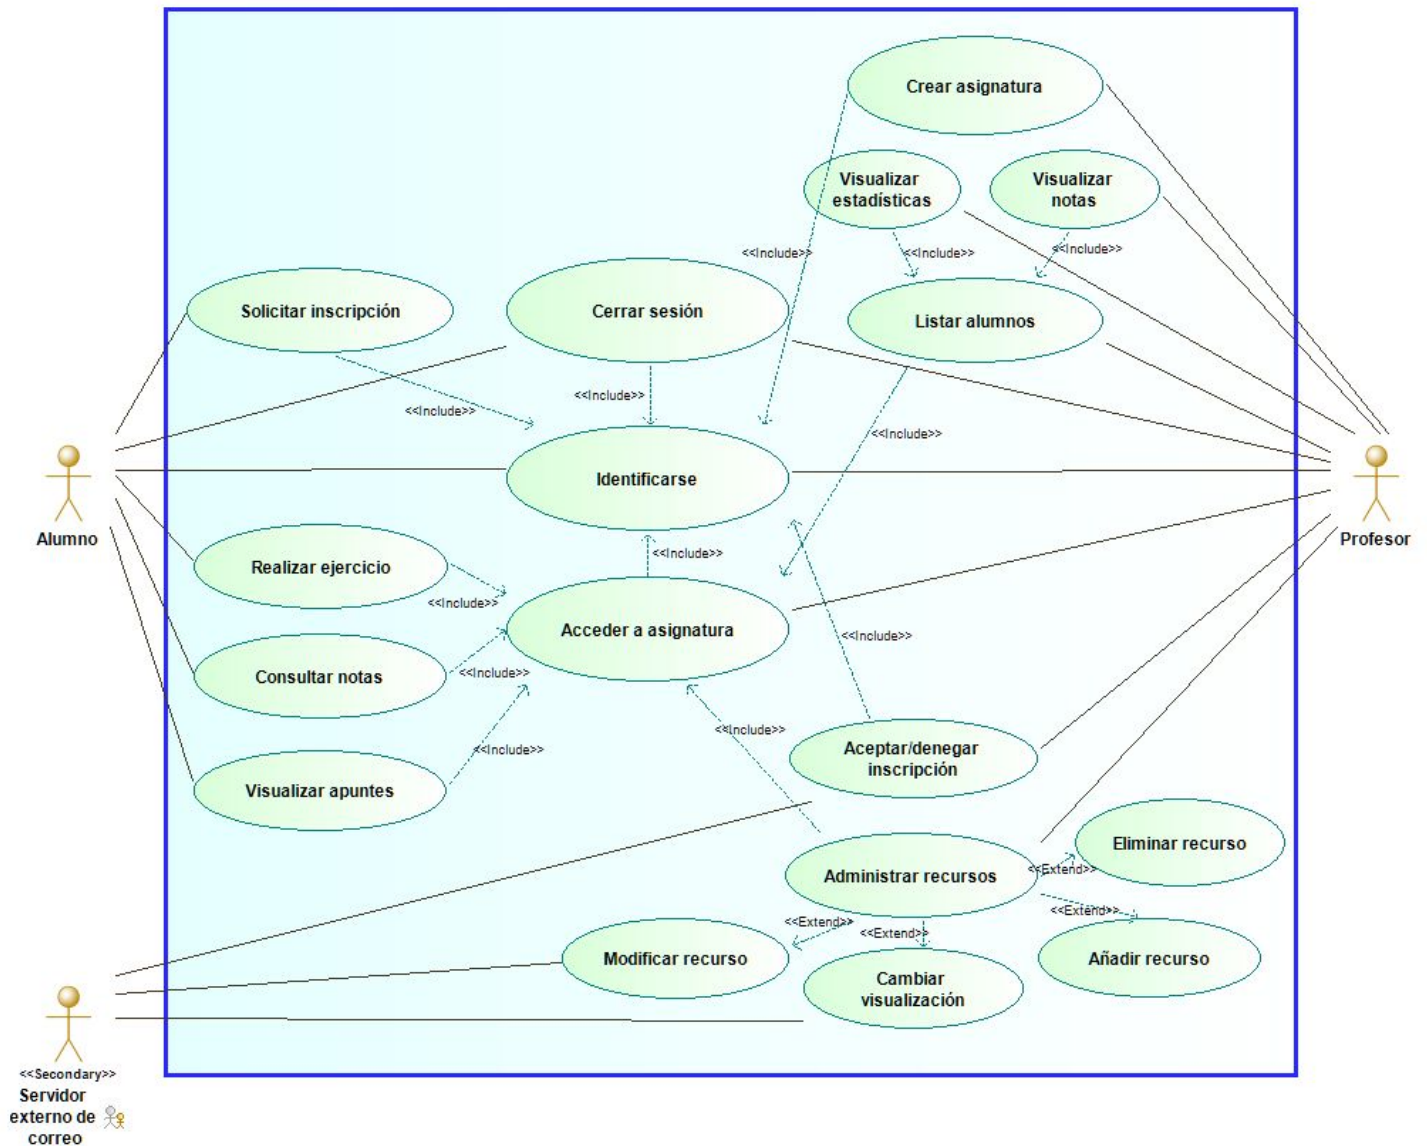 Crear asignatura
Visualizar
estadísticas
Visualizar
notas
<<Include>>
<<Include>>
<<Include>>
Solicitar inscripción
Cerrar sesión
Listar alumnos
<<Include>>
<<Include>>
<<Include>>
Identificarse
Alumno
Profesor
<<Include>>
Realizar ejercicio
<<Include>>
Acceder a asignatura
<<Include>>
Consultar notas
<<Include>>
<<Include>>
<<Include>>
Aceptar/denegar
inscripción
Visualizar apuntes
Eliminar recurso
Administrar recursos
<<Extend>>
<<Extend>>
<<Extend>>
<<Extend>>
Modificar recurso
Añadir recurso
Cambiar
visualización
<<Secondary>>
Servidor
externo de
correo